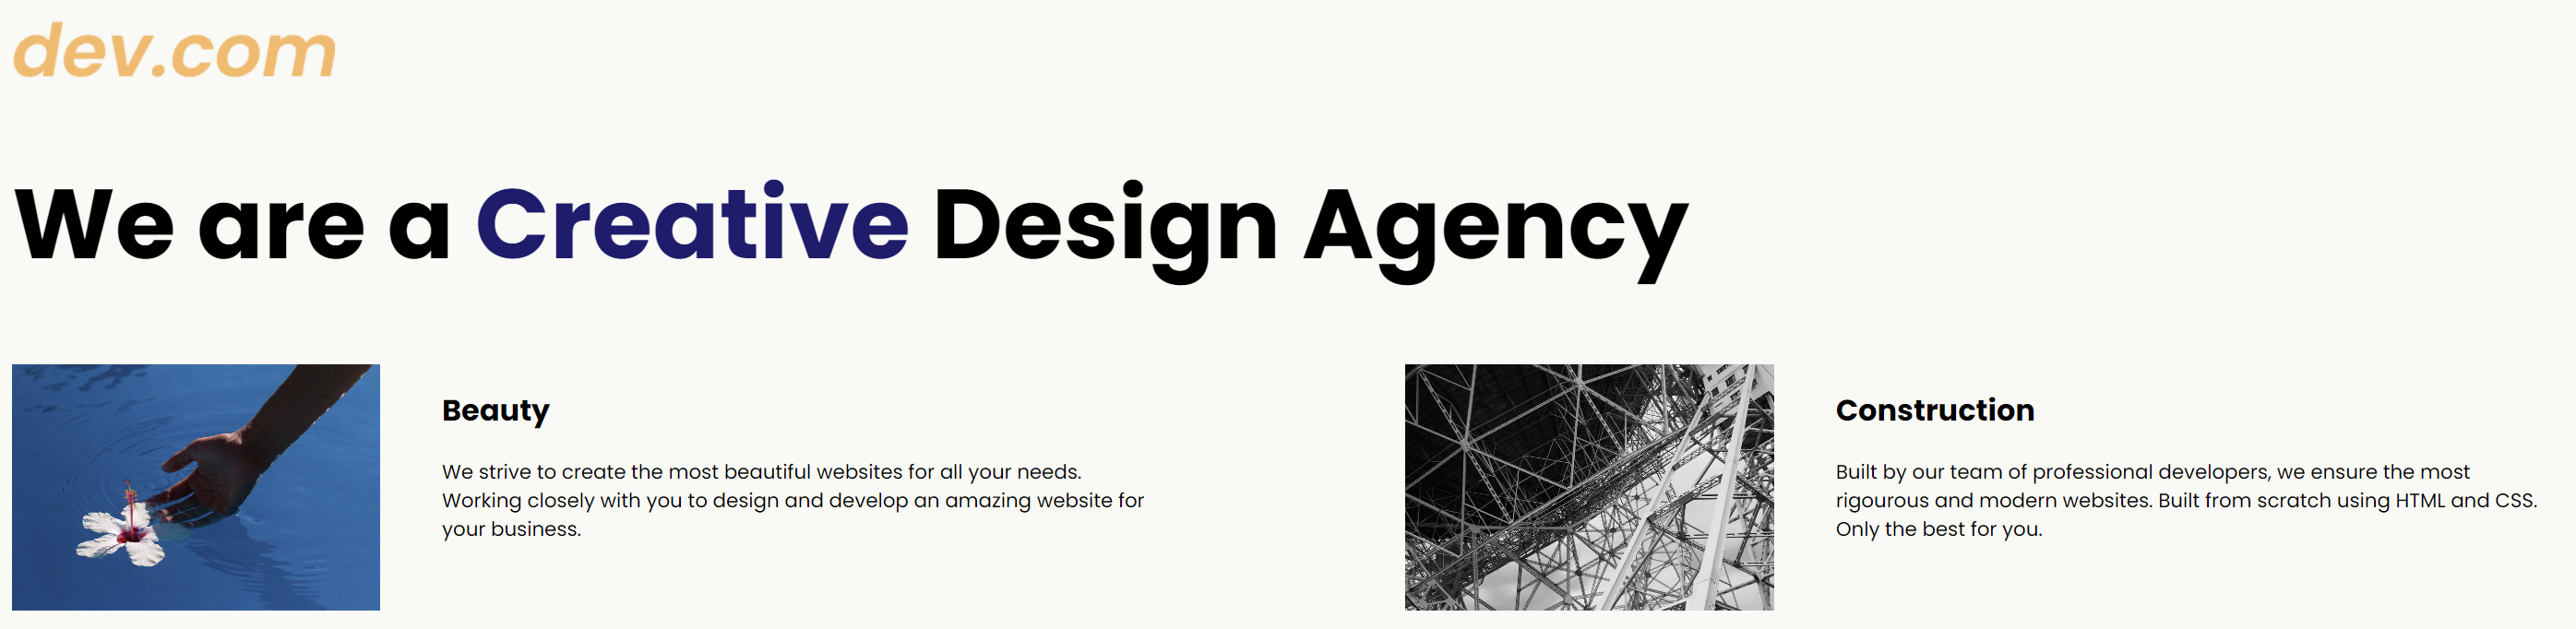 dev.com
We are a Creative Design Agency
Beauty
We strive to create the most beautiful websites for all your needs.
Working closely with you to design and develop an amazing website for
your business.
Construction
Built by our team of professional developers, we ensure the most
rigourous and modern websites. Built from scratch using HTML and CSS.
Only the best for you.